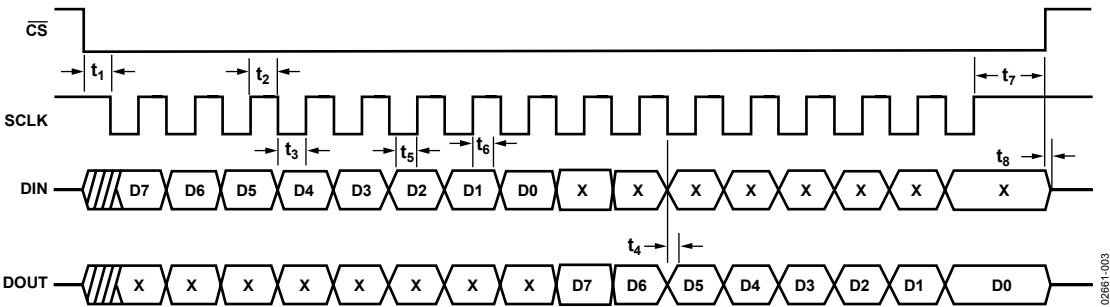 CS
t1
t2
t7
SCLK
t3
t5
t6
t8
DIN D7 D6 D5 D4 D3 D2 D1 D0 X X X X X X X X
t4
DOUT X X X X X X X X D7 D6 D5 D4 D3 D2 D1 D0
06661-003